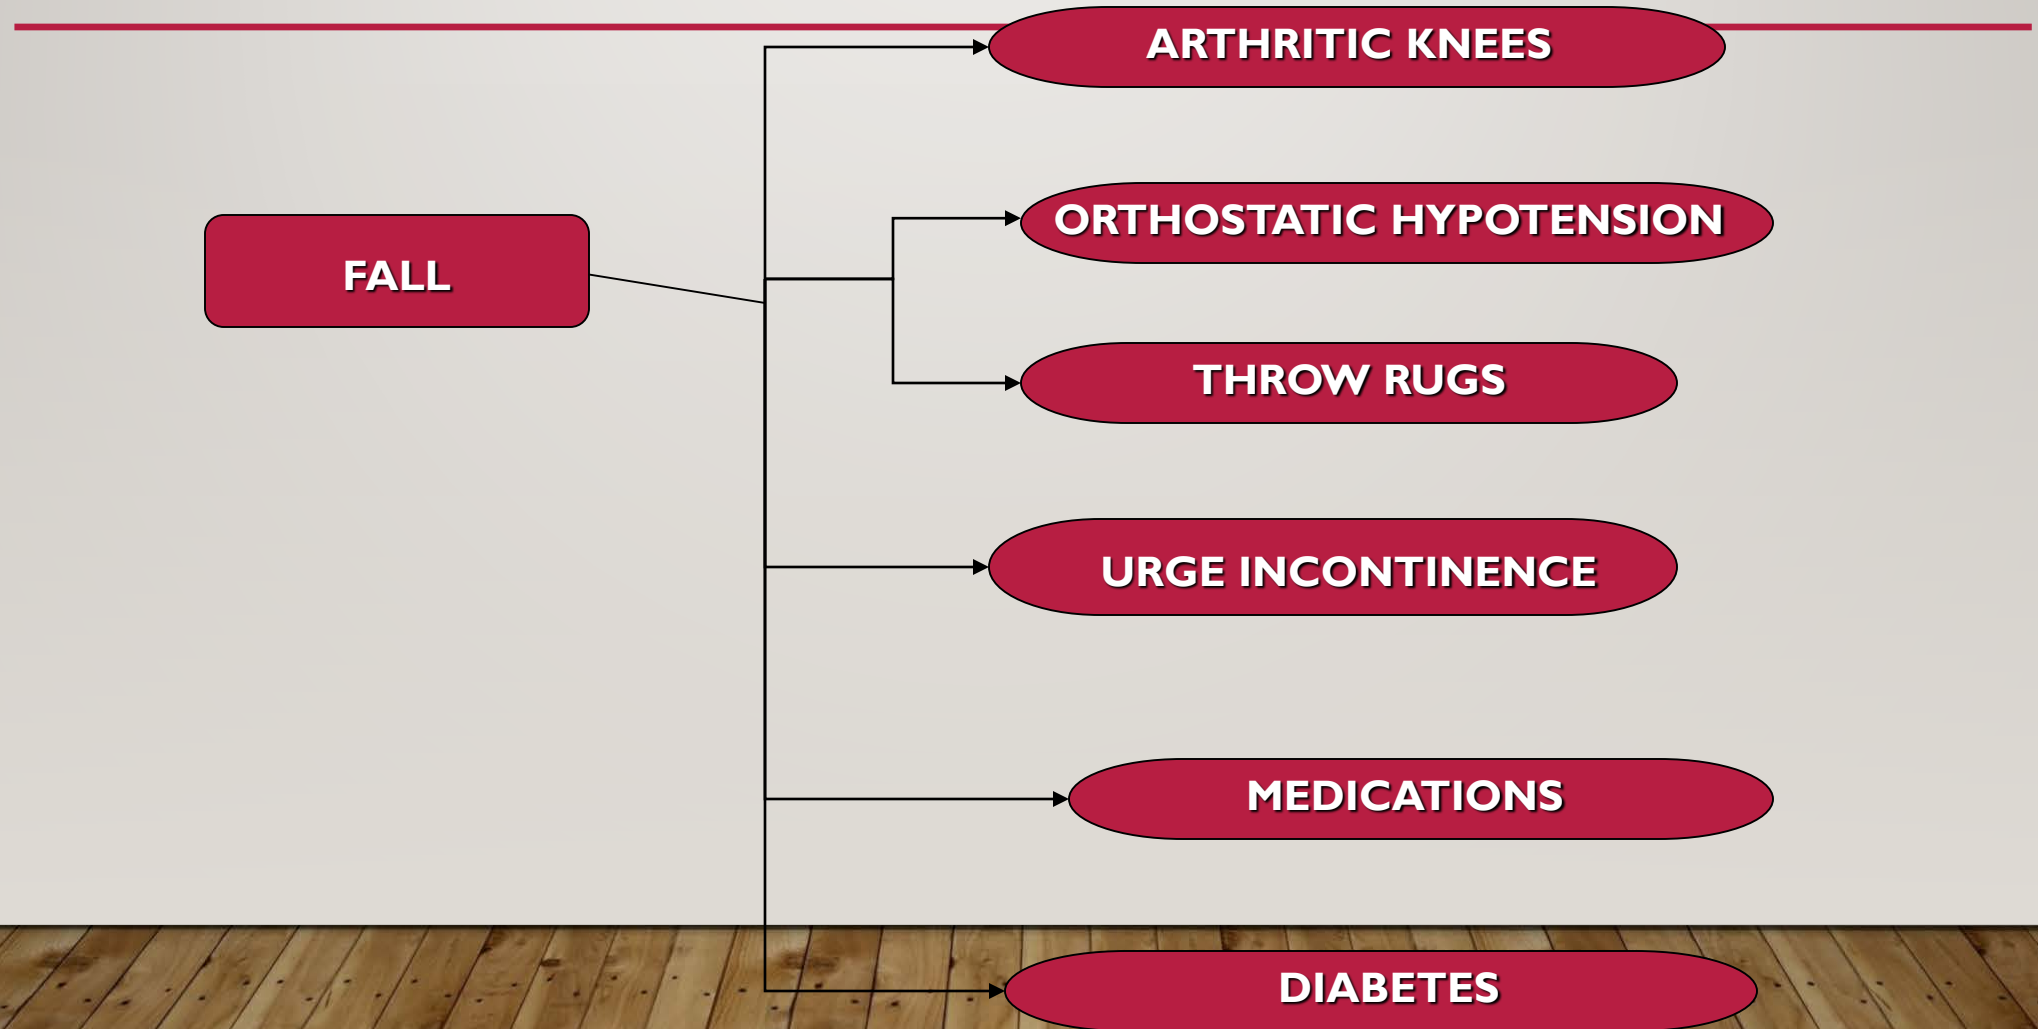 ARTHRITIC KNEES
ORTHOSTATIC HYPOTENSION
FALL
THROW RUGS
URGE INCONTINENCE
MEDICATIONS
DIABETES